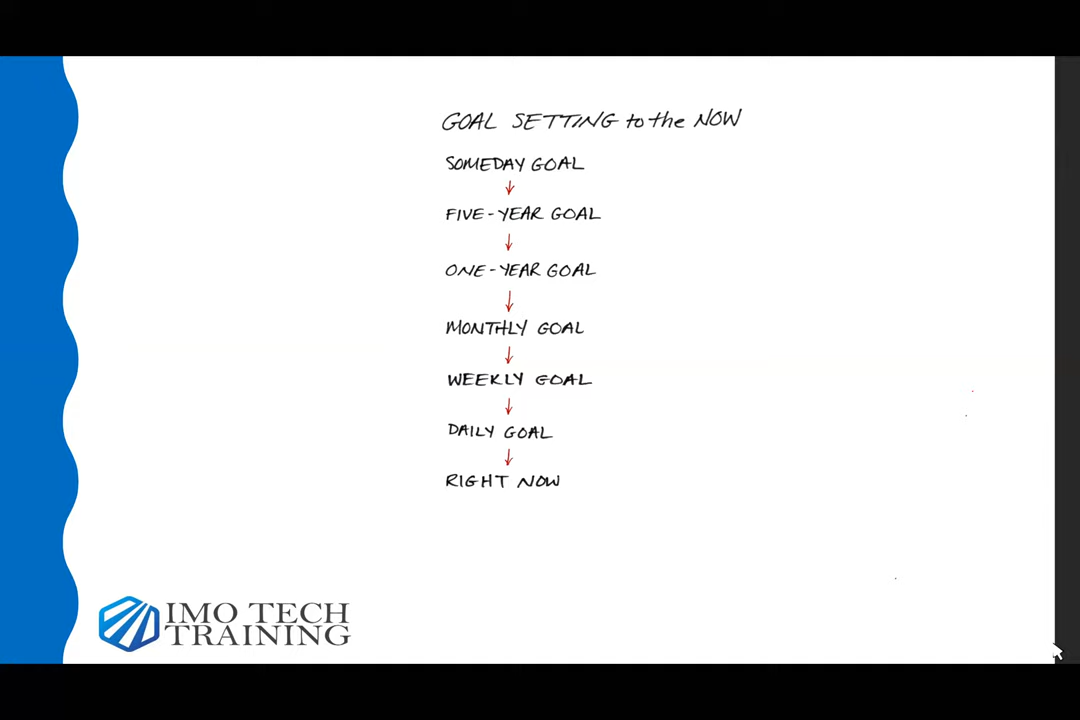 GOAL SETTING to the NOW
SOMEDAY GOAL
FIVE-YEAR GOAL
ONE-YEAR GOAL
MONTHLY GOAL
WEEKLY GOAL
DAILY GOAL
RIGHT NOW
IMO TECH
TRAINING